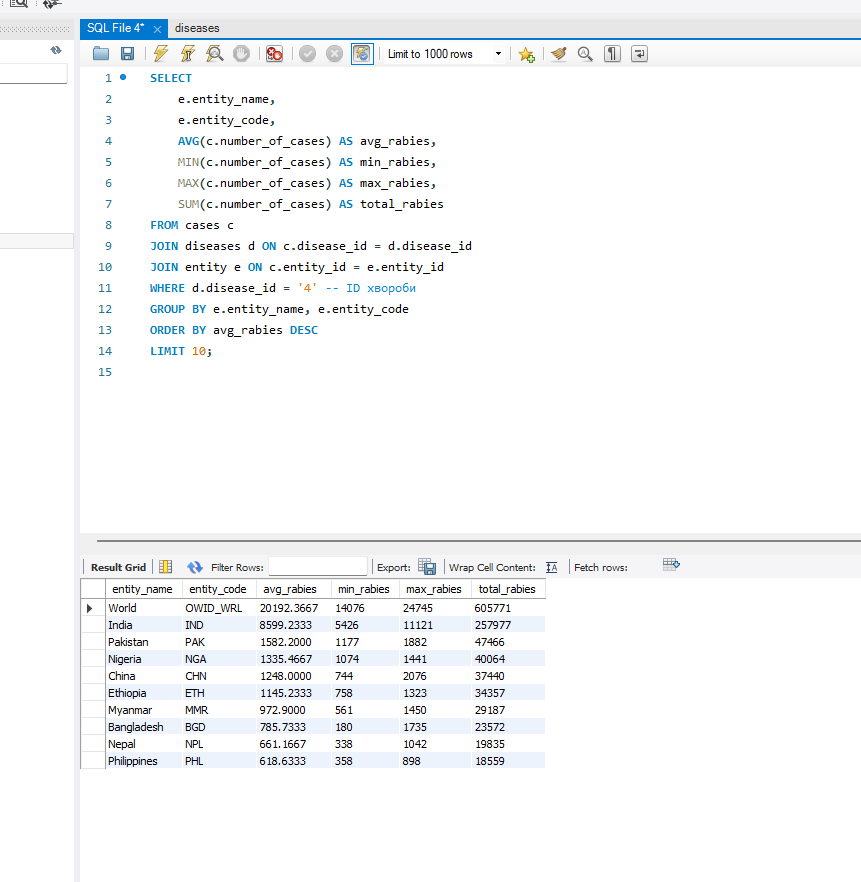 SQL File 4* × diseases
Limit to 1000 rows
1 SELECT
2 e.entity_name,
3 e.entity_code,
4 AVG(c.number_of_cases) AS avg_rabies,
5 MIN(c.number_of_cases) AS min_rabies,
6 MAX(c.number_of_cases) AS max_rabies,
7 SUM(c.number_of_cases) AS total_rabies
8 FROM cases c
9 JOIN diseases d ON c.disease_id = d.disease_id
10 JOIN entity e ON c.entity_id = e.entity_id
11 WHERE d.disease_id = '4' -- ID хвороби
12 GROUP BY e.entity_name, e.entity_code
13 ORDER BY avg_rabies DESC
14 LIMIT 10;
15
Result Grid Filter Rows: Export: Wrap Cell Content: IA Fetch rows:
entity_name entity_code avg_rabies min_rabies max_rabies total_rabies
World OWID_WRL 20192.3667 14076 24745 605771
India IND 8599.2333 5426 11121 257977
Pakistan PAK 1582.2000 1177 1882 47466
Nigeria NGA 1335.4667 1074 1441 40064
China CHN 1248.0000 744 2076 37440
Ethiopia ETH 1145.2333 758 1323 34357
Myanmar MMR 972.9000 561 1450 29187
Bangladesh BGD 785.7333 180 1735 23572
Nepal NPL 661.1667 338 1042 19835
Philippines PHL 618.6333 358 898 18559